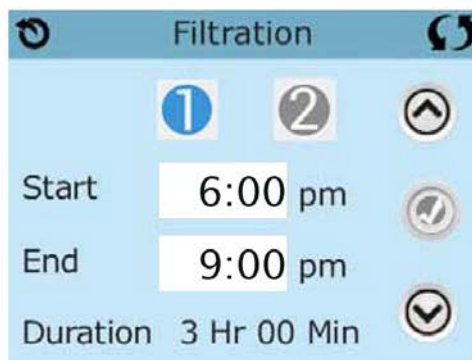 Filtration
1 2
Start 6:00 pm
End 9:00 pm
Duration 3 Hr 00 Min